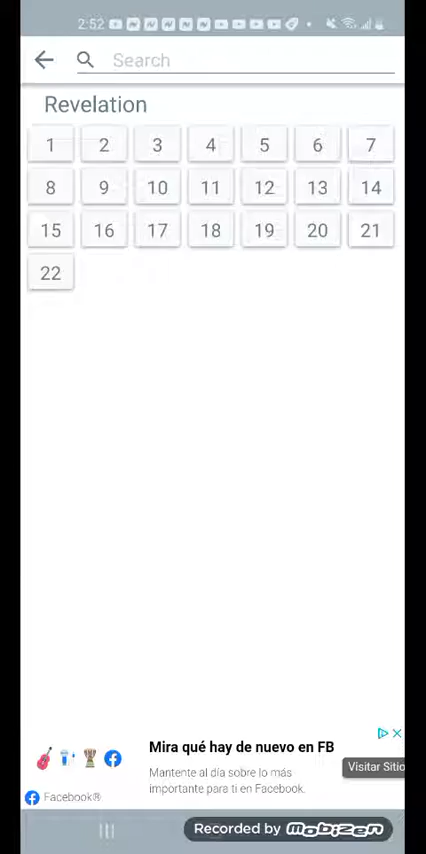 2:52
Search
Revelation
1 2 3 4 5 6 7
8 9 10 11 12 13 14
15 16 17 18 19 20 21
22
Mira qué hay de nuevo en FB
Mantente al día sobre lo más
importante para ti en Facebook.
Visitar Sitio
Facebook®
Recorded by MOBIZEN